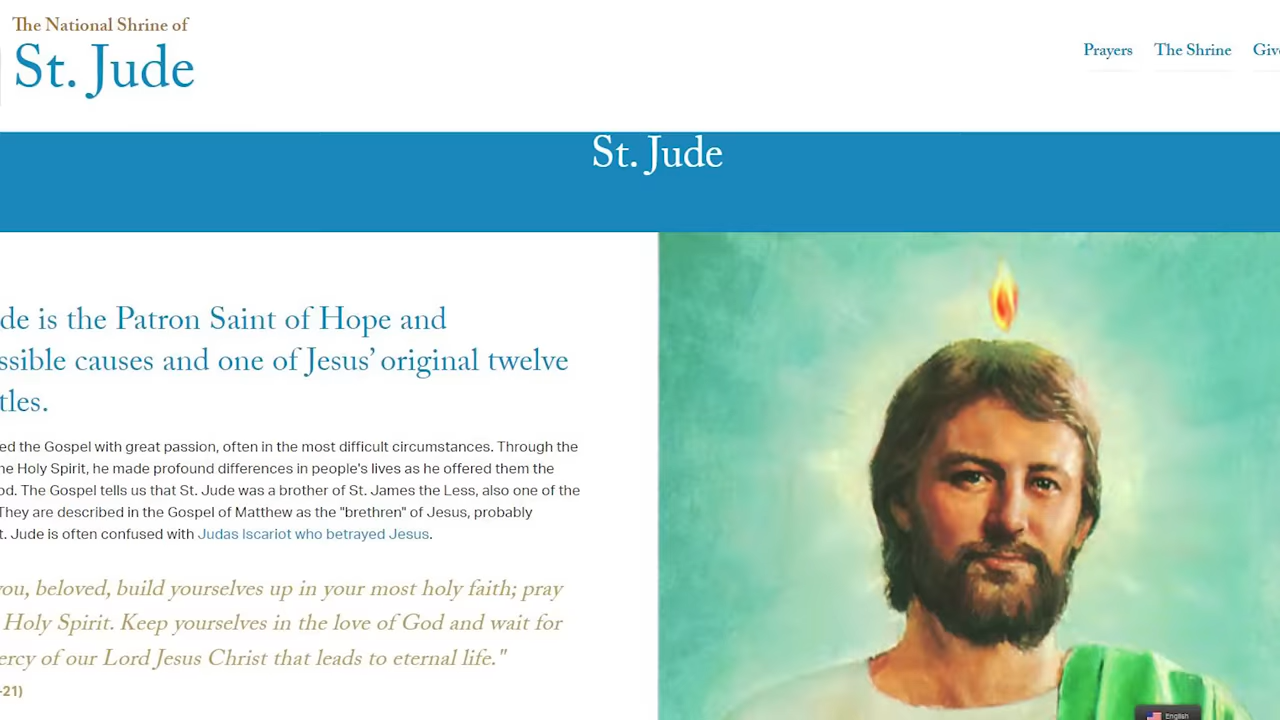 The National Shrine of
St. Jude
Prayers The Shrine Giv
St. Jude
de is the Patron Saint of Hope and
ssible causes and one of Jesus' original twelve
tles.
ed the Gospel with great passion, often in the most difficult circumstances. Through the
he Holy Spirit, he made profound differences in people's lives as he offered them the
od. The Gospel tells us that St. Jude was a brother of St. James the Less, also one of the
They are described in the Gospel of Matthew as the "brethren" of Jesus, probably
t. Jude is often confused with Judas Iscariot who betrayed Jesus.
you, beloved, build yourselves up in your most holy faith; pray
Holy Spirit. Keep yourselves in the love of God and wait for
ercy of our Lord Jesus Christ that leads to eternal life."
-21)
English